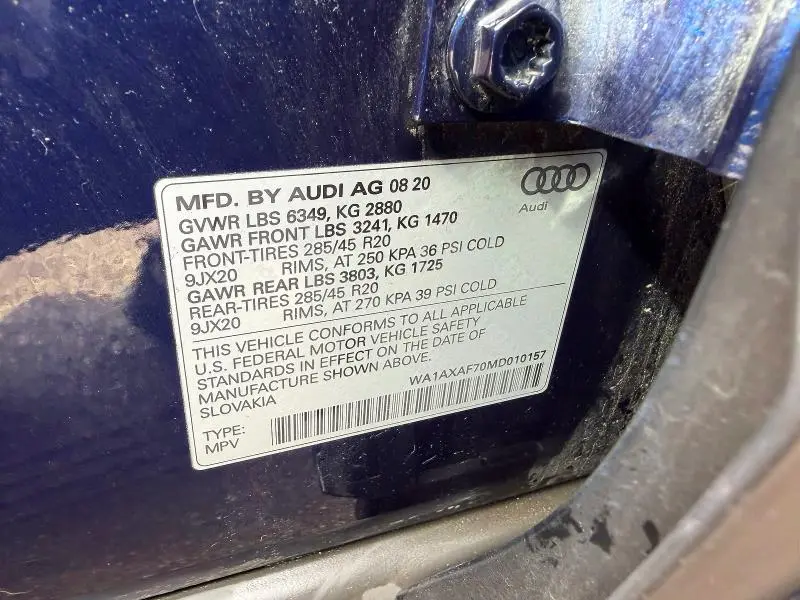 MFD. BY AUDI AG 08 20
Audi
GVWR LBS 6349, KG 2880
GAWR FRONT LBS 3241, KG 1470
FRONT-TIRES 285/45 R20
9JX20 RIMS, AT 250 KPA 36 PSI COLD
GAWR REAR LBS 3803, KG 1725
REAR-TIRES 285/45 R20
9JX20 RIMS, AT 270 KPA 39 PSI COLD
THIS VEHICLE CONFORMS TO ALL APPLICABLE
U.S. FEDERAL MOTOR VEHICLE SAFETY
STANDARDS IN EFFECT ON THE DATE OF
MANUFACTURE SHOWN ABOVE.
SLOVAKIA WA1AXAF70MD010157
TYPE:
MPV